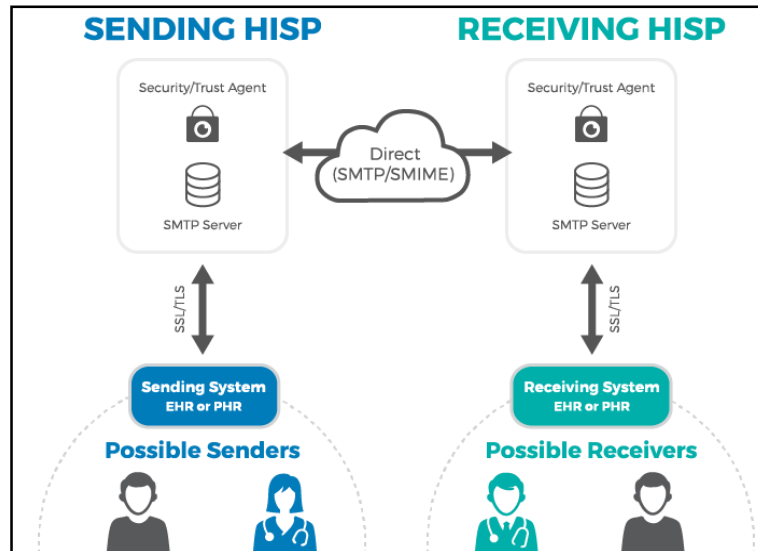 SENDING HISP
RECEIVING HISP
Security/Trust Agent
Security/Trust Agent
Direct
(SMTP/SMIME)
SMTP Server
SMTP Server
SSL/TLS
SSL/TLS
Sending System
EHR or PHR
Receiving System
EHR or PHR
Possible Senders
Possible Receivers